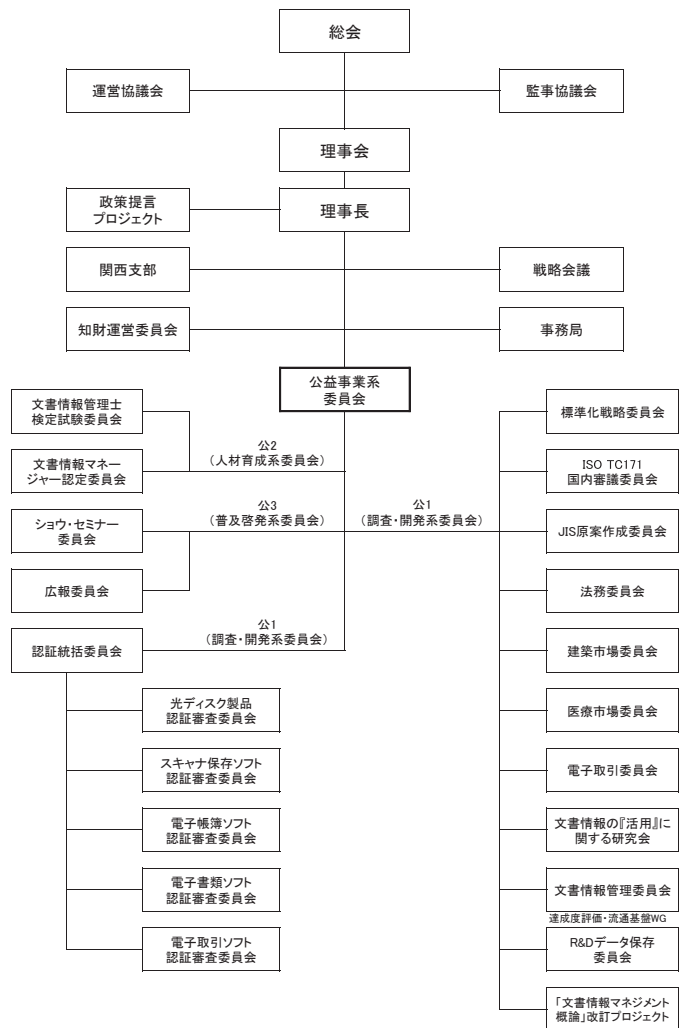 総会
運営協議会
監事協議会
理事会
政策提言
プロジェクト
理事長
関西支部
戦略会議
知財運営委員会
事務局
公益事業系
委員会
文書情報管理士
検定試験委員会
文書情報マネー
ジャー認定委員会
公2
（人材育成系委員会）
ショウ・セミナー
委員会
公3
（普及啓発系委員会）
広報委員会
認証統括委員会
公1
（調査・開発系委員会）
光ディスク製品
認証審査委員会
スキャナ保存ソフト
認証審査委員会
電子帳簿ソフト
認証審査委員会
電子書類ソフト
認証審査委員会
電子取引ソフト
認証審査委員会
公1
（調査・開発系委員会）
標準化戦略委員会
ISO TC171
国内審議委員会
JIS原案作成委員会
法務委員会
建築市場委員会
医療市場委員会
電子取引委員会
文書情報の『活用』に
関する研究会
文書情報管理委員会
達成度評価・流通基盤WG
R&Dデータ保存
委員会
「文書情報マネジメント
概論」改訂プロジェクト